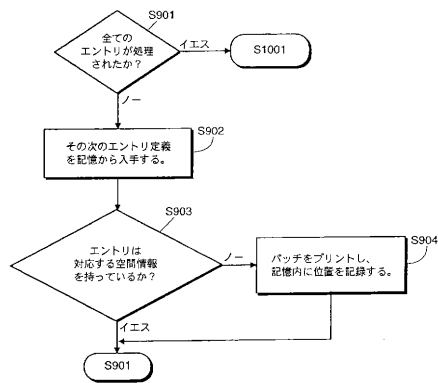 S901
全ての
エントリが処理
されたか?
イエス
S1001
ノー
S902
その次のエントリ定義
を記憶から入手する。
S903
エントリは
対応する空間情報
を持っているか?
ノー
S904
パッチをプリントし、
記憶内に位置を記録する。
イエス
S901